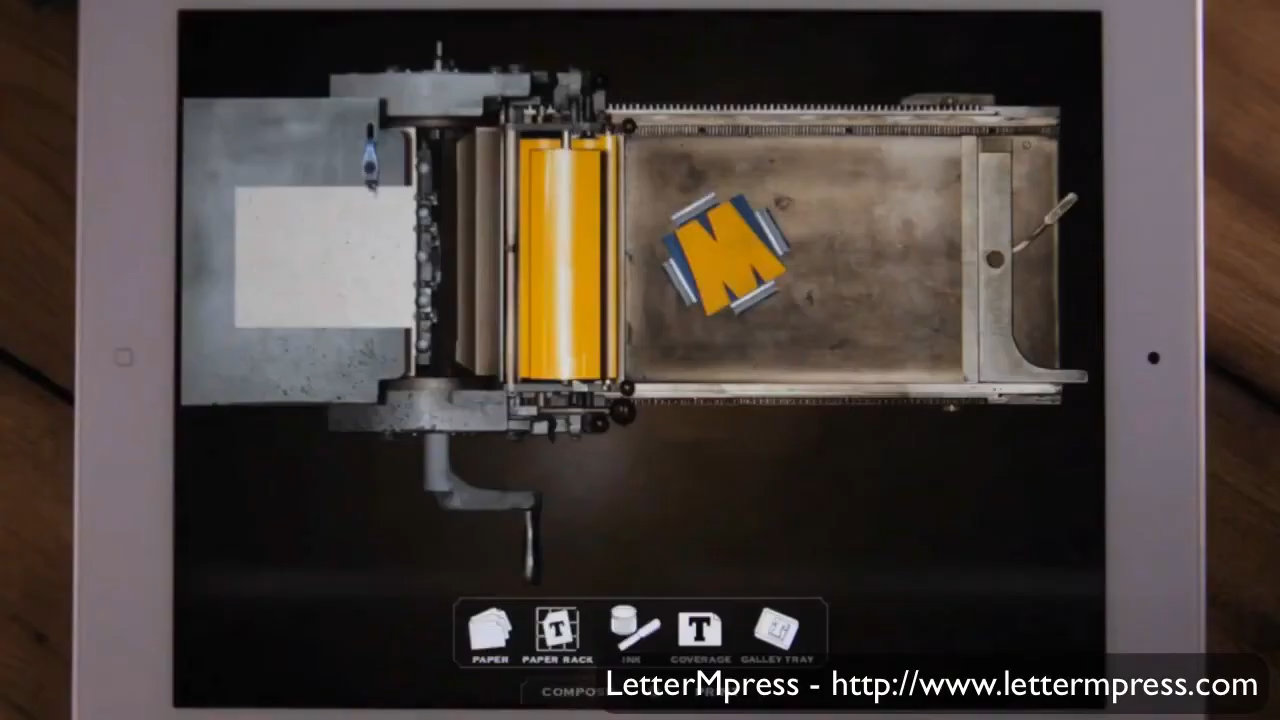 PAPER
PAPER RACK
INK
COVERAGE
GALLEY TRAY
T
T
LetterMpress - http://www.lettermpress.com